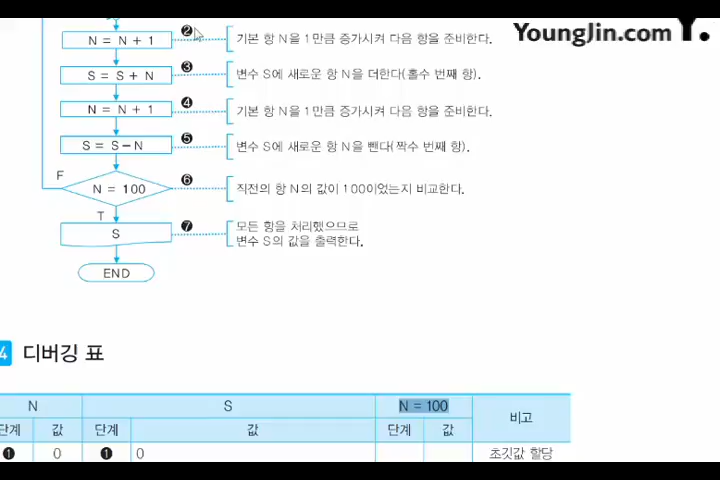 YoungJin.com Y.
N = N + 1 ❷ 기본 항 N을 1만큼 증가시켜 다음 항을 준비한다.
S = S + N ❸ 변수 S에 새로운 항 N을 더한다(홀수 번째 항).
N = N + 1 ❹ 기본 항 N을 1만큼 증가시켜 다음 항을 준비한다.
S = S − N ❺ 변수 S에 새로운 항 N을 뺀다(짝수 번째 항).
F
N = 100 ❻ 직전의 항 N의 값이 100이었는지 비교한다.
T
S ❼ 모든 항을 처리했으므로
변수 S의 값을 출력한다.
END
4 디버깅 표
N S N = 100 비고
단계 값 단계 값 단계 값
❶ 0 ❶ 0 초깃값 할당